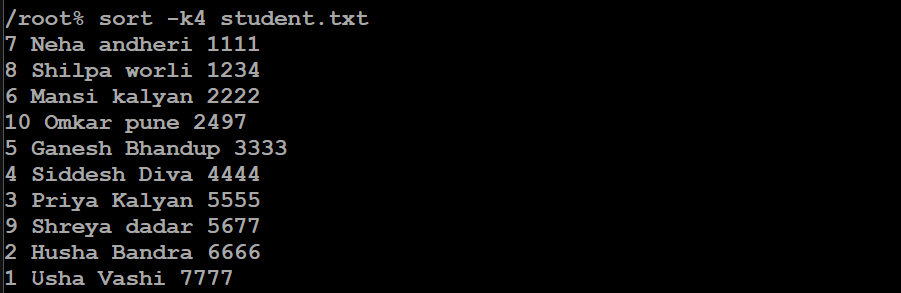 /root% sort -k4 student.txt
7 Neha andheri 1111
8 Shilpa worli 1234
6 Mansi kalyan 2222
10 Omkar pune 2497
5 Ganesh Bhandup 3333
4 Siddesh Diva 4444
3 Priya Kalyan 5555
9 Shreya dadar 5677
2 Husha Bandra 6666
1 Usha Vashi 7777